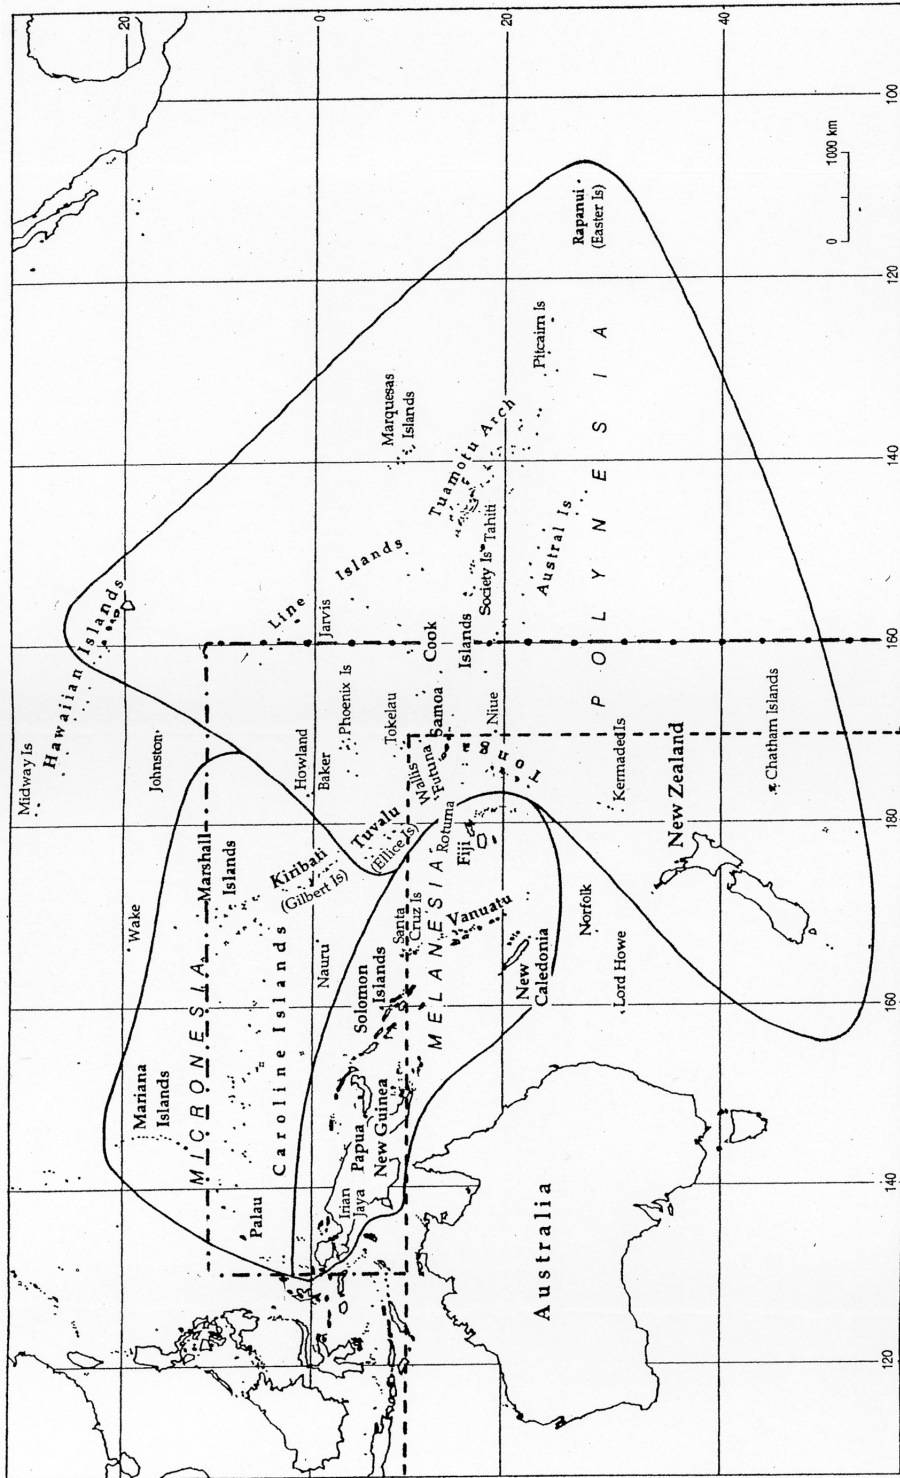 Midway Is
Hawaiian Islands
20
Johnston
Wake
Mariana
Islands
MICRONESIA
Marshall
Islands
Palau
Caroline Islands
Kiribati
(Gilbert Is)
Nauru
Howland
Baker
Line Islands
Jarvis
0
Phoenix Is
Tuvalu
(Ellice Is)
Tokelau
Marquesas
Islands
Irian
Jaya
Papua
New Guinea
Solomon
Islands
Santa
Cruz Is
MELANESIA
Rotuma
Wallis
Futuna
Samoa
Cook
Islands
Tuamotu Arch
Society Is
Tahiti
Vanuatu
Fiji
Tonga
Niue
20
New
Caledonia
Austral Is
Pitcairn Is
Rapanui
(Easter Is)
Australia
Norfolk
Lord Howe
Kermaded Is
POLYNESIA
New Zealand
Chatham Islands
40
0
1000 km
120
140
160
180
160
140
120
100